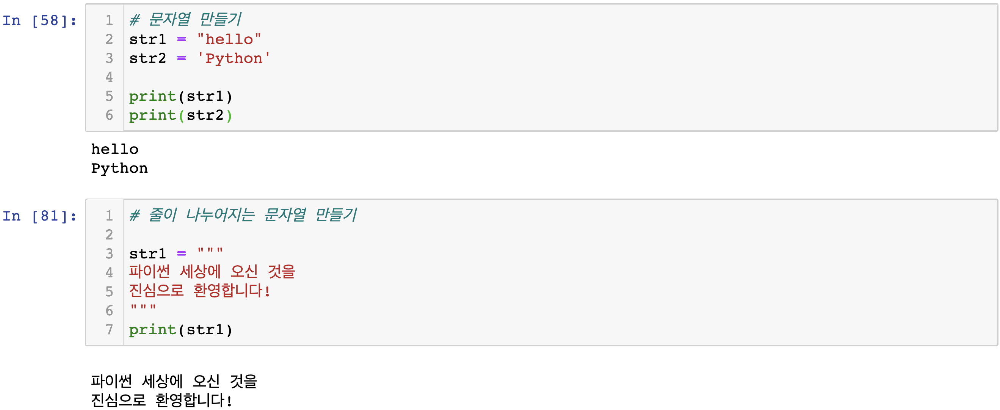 In [58]:
1 # 문자열 만들기
2 str1 = "hello"
3 str2 = 'Python'
4
5 print(str1)
6 print(str2)
hello
Python
In [81]:
1 # 줄이 나누어지는 문자열 만들기
2
3 str1 = """
4 파이썬 세상에 오신 것을
5 진심으로 환영합니다!
6 """
7 print(str1)
파이썬 세상에 오신 것을
진심으로 환영합니다!